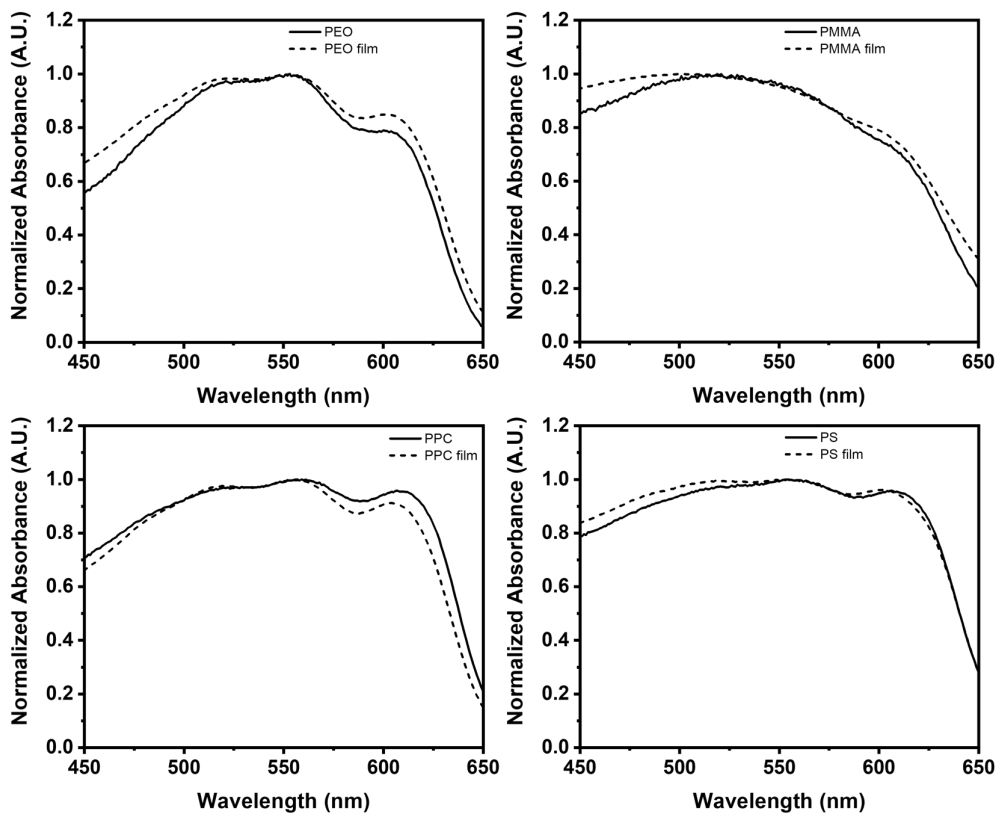 PEO
PEO film
Normalized Absorbance (A.U.)
1.2
1.0
0.8
0.6
0.4
0.2
0.0
450 500 550 600 650
Wavelength (nm)
PMMA
PMMA film
Normalized Absorbance (A.U.)
1.2
1.0
0.8
0.6
0.4
0.2
0.0
450 500 550 600 650
Wavelength (nm)
PPC
PPC film
Normalized Absorbance (A.U.)
1.2
1.0
0.8
0.6
0.4
0.2
0.0
450 500 550 600 650
Wavelength (nm)
PS
PS film
Normalized Absorbance (A.U.)
1.2
1.0
0.8
0.6
0.4
0.2
0.0
450 500 550 600 650
Wavelength (nm)